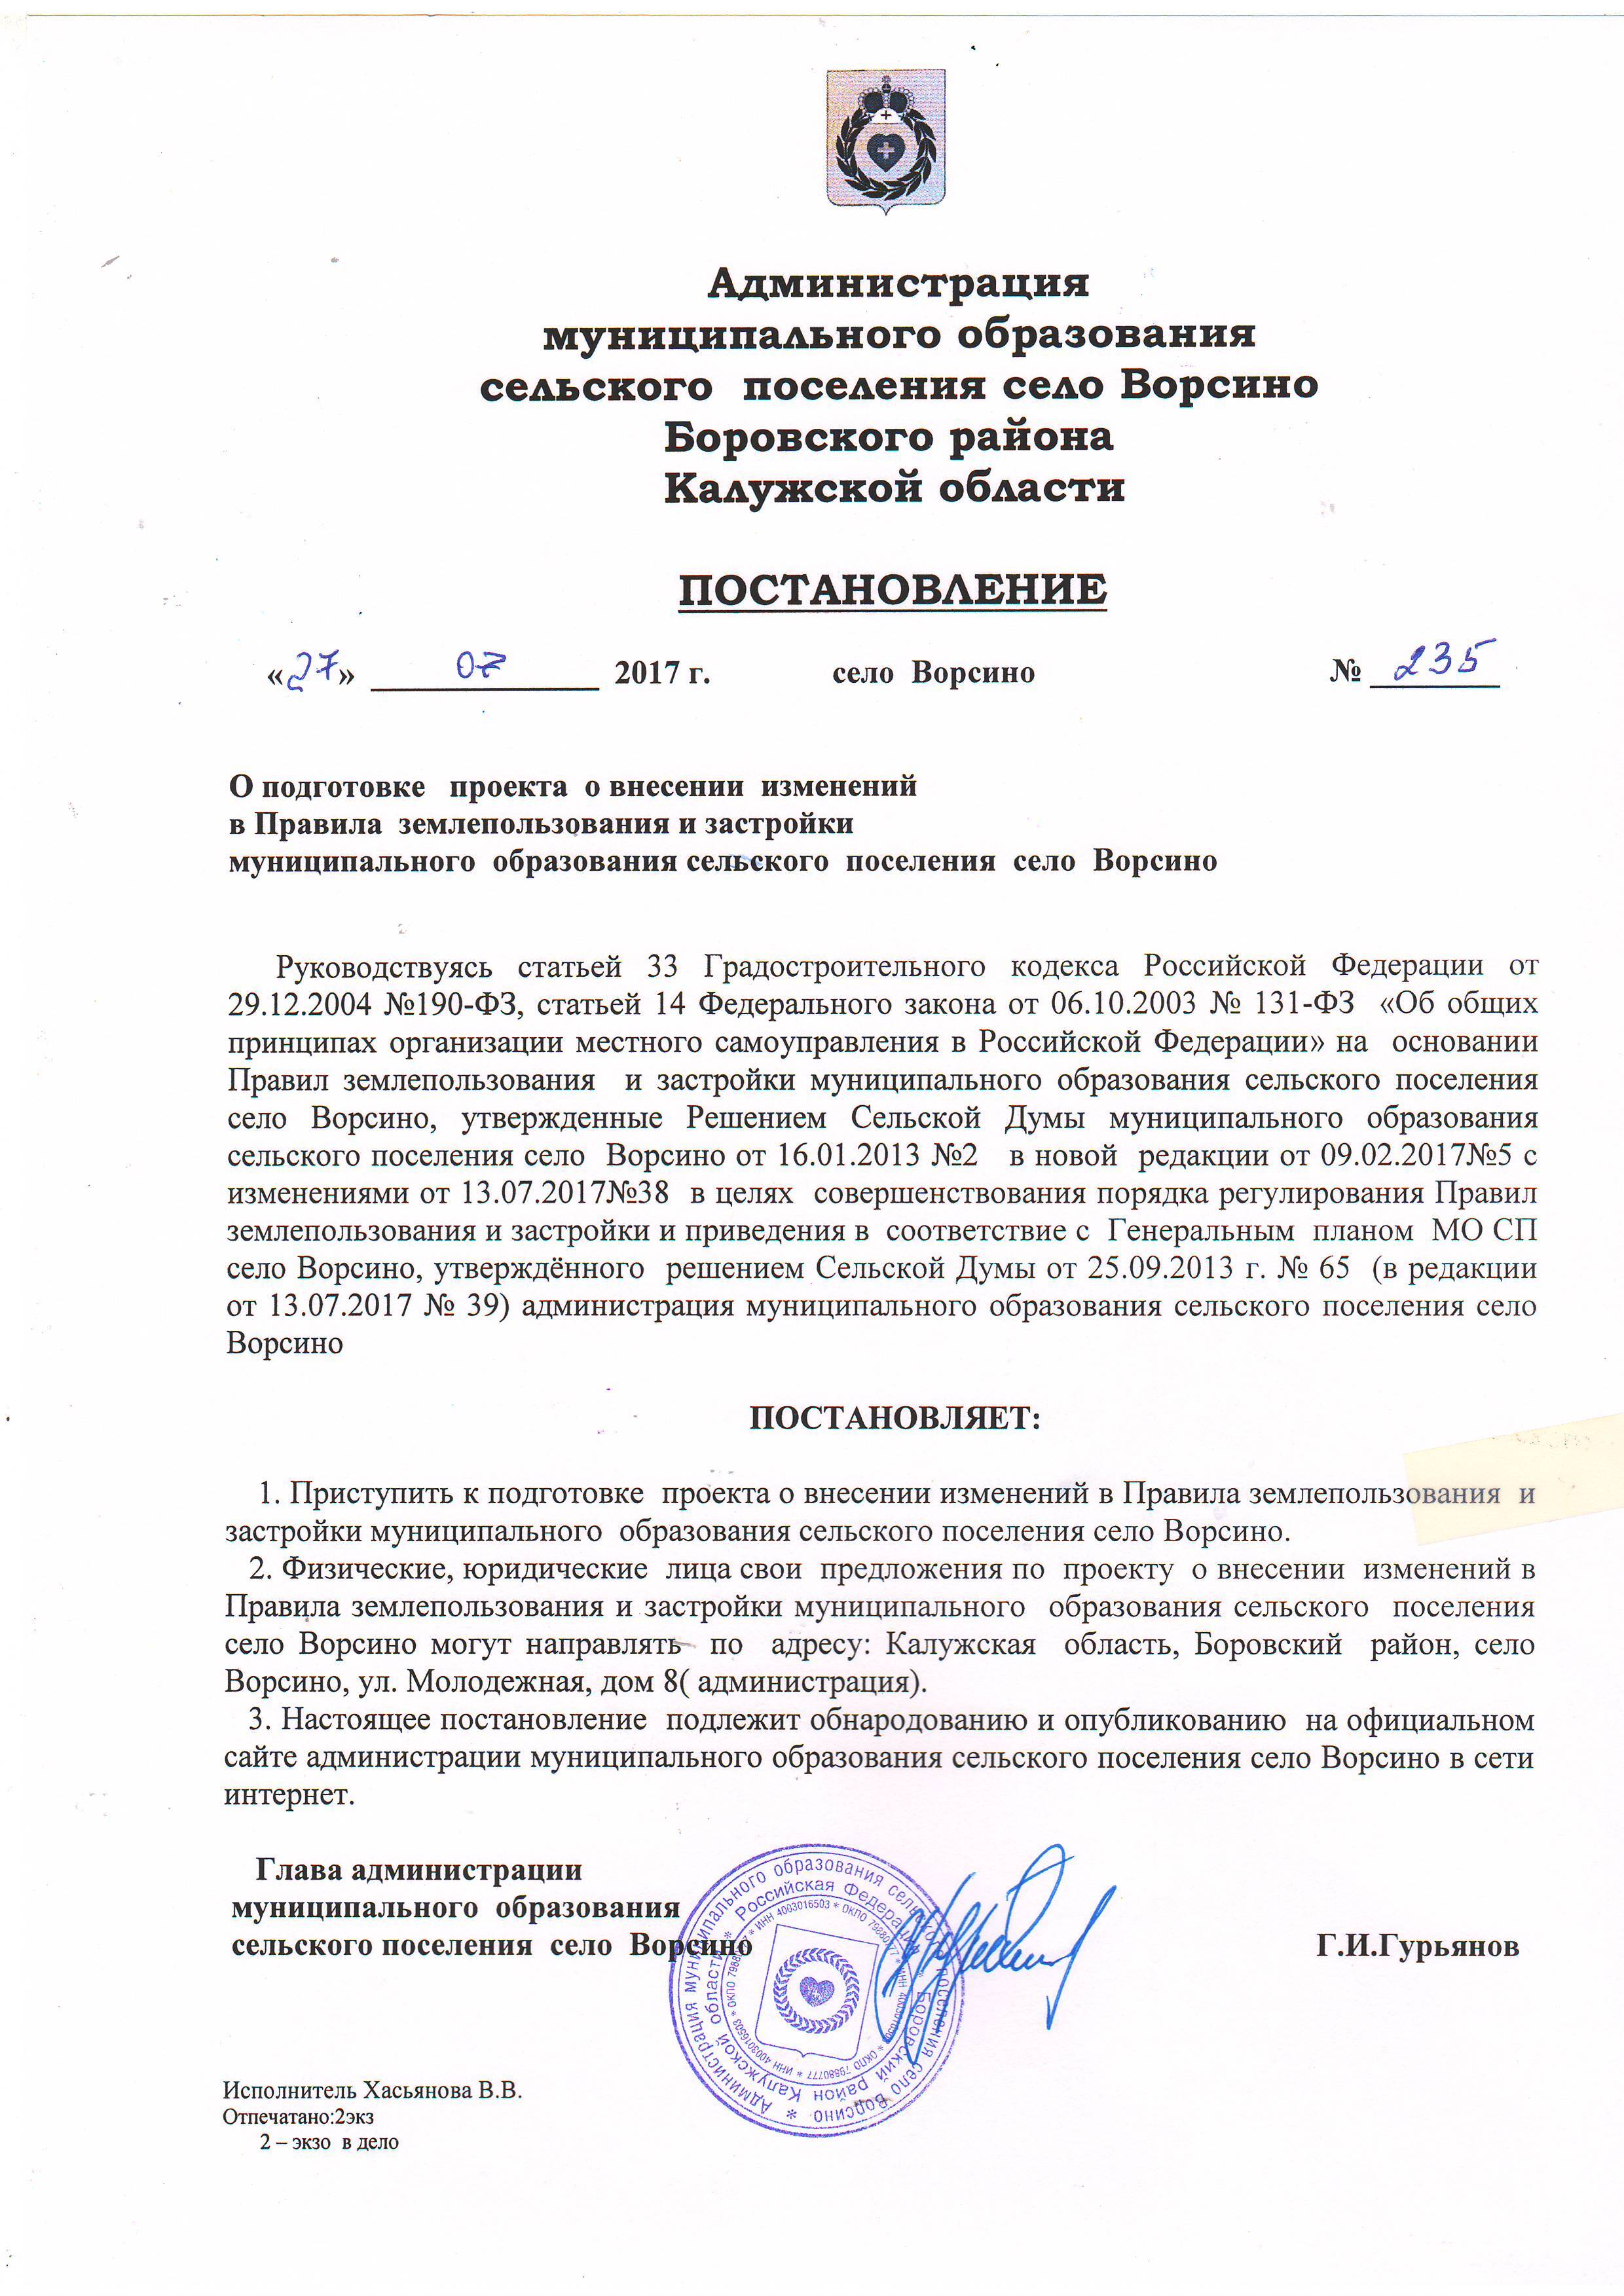 Администрация
муниципального образования
сельского поселения село Ворсино
Боровского района
Калужской области
ПОСТАНОВЛЕНИЕ
«27» 07 2017 г. село Ворсино № 235
О подготовке проекта о внесении изменений
в Правила землепользования и застройки
муниципального образования сельского поселения село Ворсино
Руководствуясь статьей 33 Градостроительного кодекса Российской Федерации от
29.12.2004 №190-ФЗ, статьей 14 Федерального закона от 06.10.2003 № 131-ФЗ «Об общих
принципах организации местного самоуправления в Российской Федерации» на основании
Правил землепользования и застройки муниципального образования сельского поселения
село Ворсино, утвержденные Решением Сельской Думы муниципального образования
сельского поселения село Ворсино от 16.01.2013 №2 в новой редакции от 09.02.2017№5 с
изменениями от 13.07.2017№38 в целях совершенствования порядка регулирования Правил
землепользования и застройки и приведения в соответствие с Генеральным планом МО СП
село Ворсино, утверждённого решением Сельской Думы от 25.09.2013 г. № 65 (в редакции
от 13.07.2017 № 39) администрация муниципального образования сельского поселения село
Ворсино
ПОСТАНОВЛЯЕТ:
1. Приступить к подготовке проекта о внесении изменений в Правила землепользования и
застройки муниципального образования сельского поселения село Ворсино.
2. Физические, юридические лица свои предложения по проекту о внесении изменений в
Правила землепользования и застройки муниципального образования сельского поселения
село Ворсино могут направлять по адресу: Калужская область, Боровский район, село
Ворсино, ул. Молодежная, дом 8( администрация).
3. Настоящее постановление подлежит обнародованию и опубликованию на официальном
сайте администрации муниципального образования сельского поселения село Ворсино в сети
интернет.
Глава администрации
муниципального образования
сельского поселения село Ворсино Г.И.Гурьянов
Администрация муниципального образования сельского поселения село Ворсино *
Боровский район Калужской области * Российская Федерация *
* ИНН 4003016503 * ОКПО 79880777 * ИНН 4003016503 * ОКПО 79880777 * ИНН 4003016503 * ОКПО 79880777
Исполнитель Хасьянова В.В.
Отпечатано:2экз
2 – экзо в дело